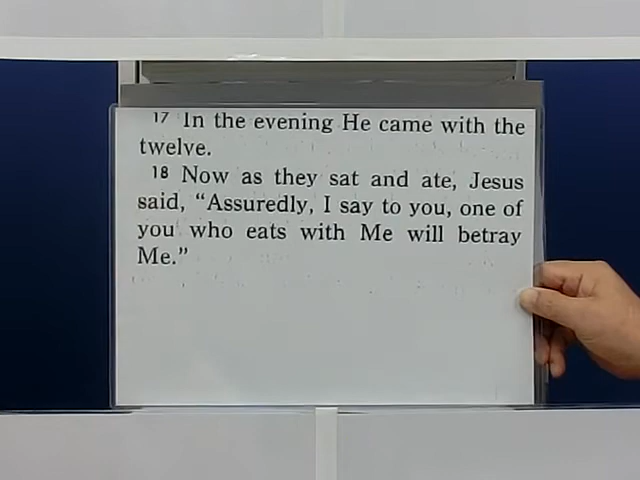 17 In the evening He came with the
twelve.
18 Now as they sat and ate, Jesus
said, “Assuredly, I say to you, one of
you who eats with Me will betray
Me.”